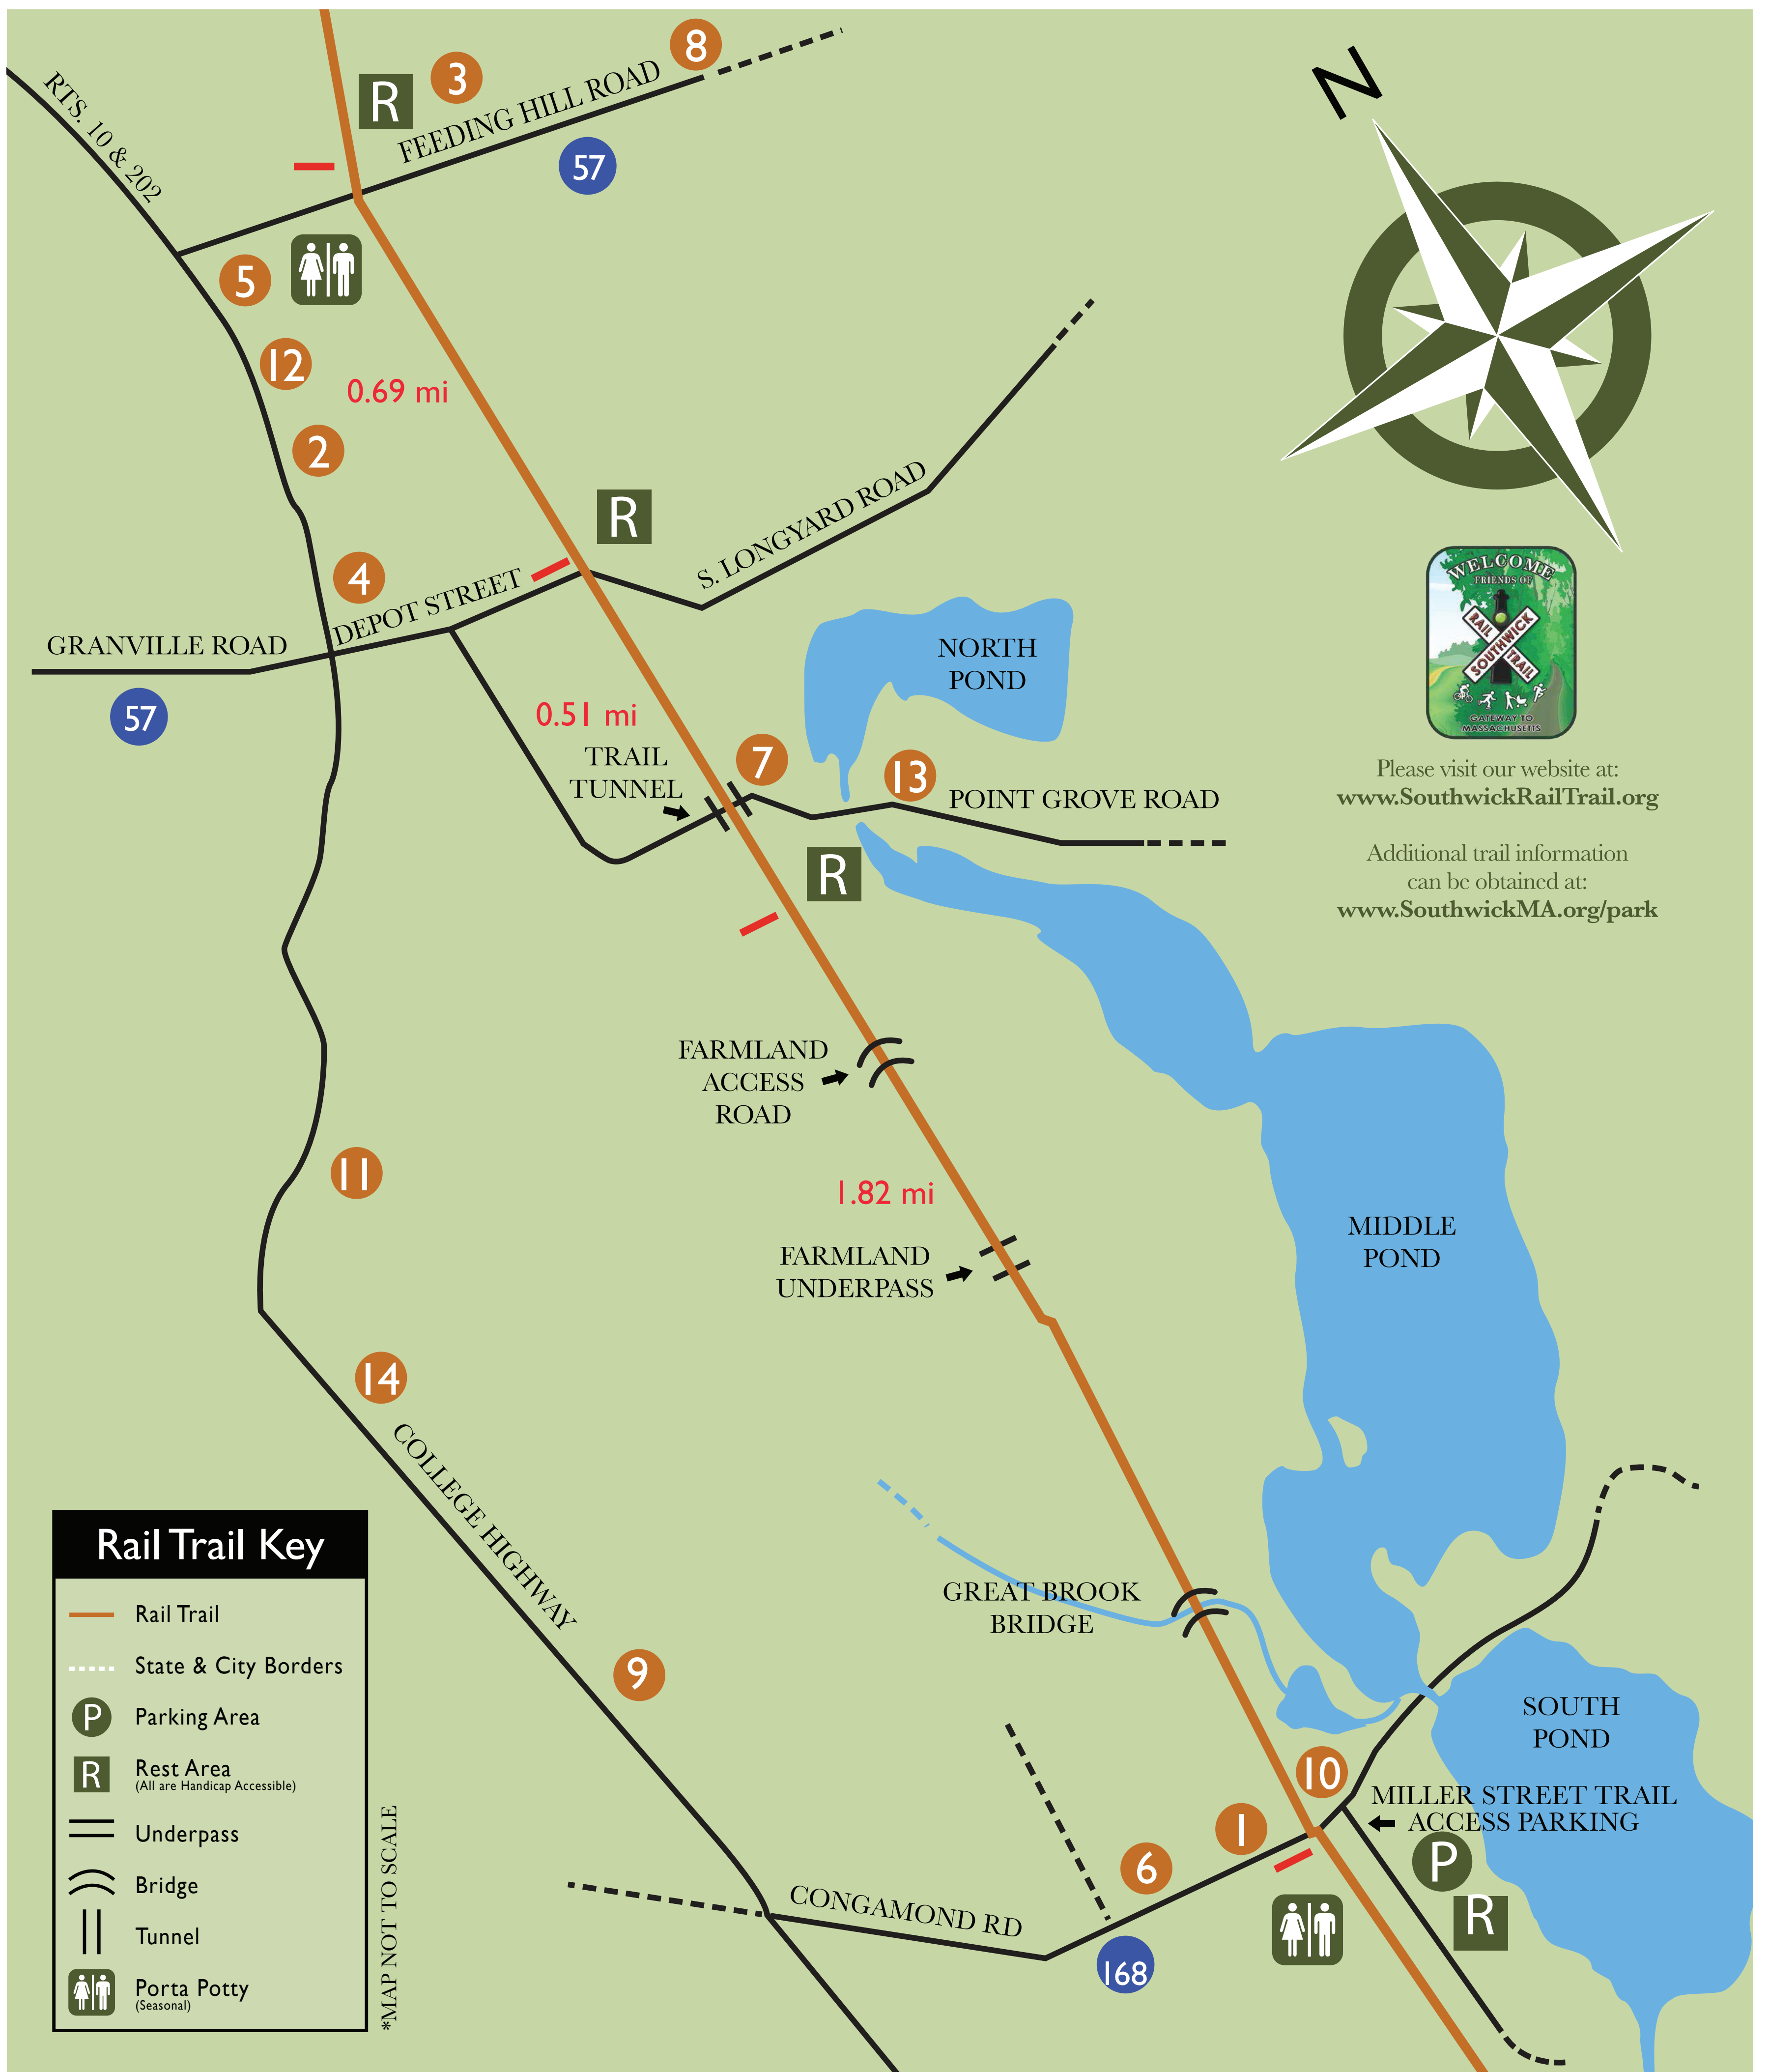 N
8
3
R
FEEDING HILL ROAD
57
RTS. 10 & 202
5
12
0.69 mi
2
R
S. LONGYARD ROAD
4
DEPOT STREET
GRANVILLE ROAD
57
NORTH
POND
WELCOME
FRIENDS OF
RAIL
SOUTHWICK
TRAIL
GATEWAY TO
MASSACHUSETTS
0.51 mi
TRAIL
TUNNEL
7
13
POINT GROVE ROAD
R
Please visit our website at:
www.SouthwickRailTrail.org
Additional trail information
can be obtained at:
www.SouthwickMA.org/park
FARMLAND
ACCESS
ROAD
11
1.82 mi
FARMLAND
UNDERPASS
MIDDLE
POND
14
COLLEGE HIGHWAY
9
GREAT BROOK
BRIDGE
SOUTH
POND
10
MILLER STREET TRAIL
ACCESS PARKING
P
R
1
6
CONGAMOND RD
168
Rail Trail Key
Rail Trail
State & City Borders
P Parking Area
R Rest Area
(All are Handicap Accessible)
Underpass
Bridge
Tunnel
Porta Potty
(Seasonal)
*MAP NOT TO SCALE